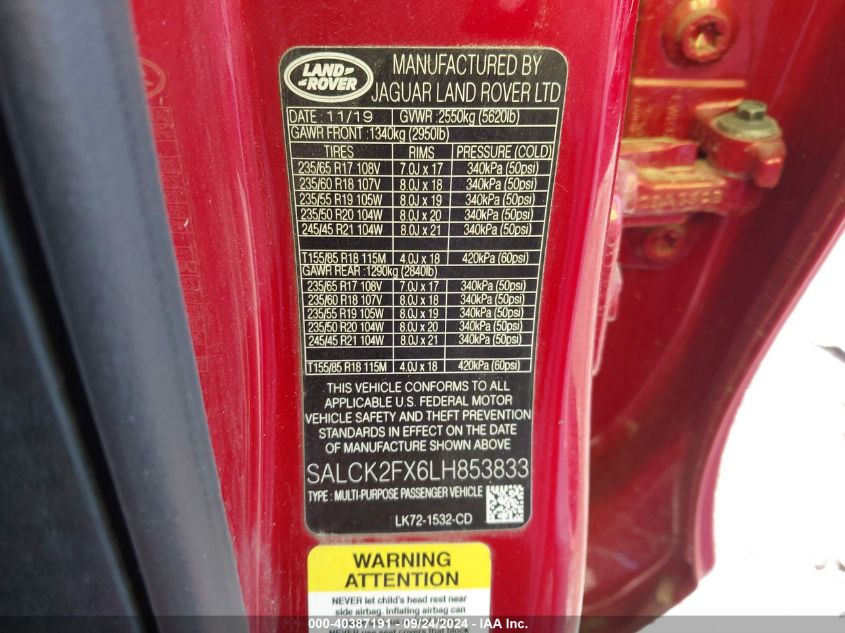 LAND-
ROVER
MANUFACTURED BY
JAGUAR LAND ROVER LTD
DATE : 11/19 GVWR :2550kg (5620lb)
GAWR FRONT :1340kg (2950lb)
TIRES RIMS PRESSURE (COLD)
235/65 R17 108V 7.0J x 17 340kPa (50psi)
235/60 R18 107V 8.0J x 18 340kPa (50psi)
235/55 R19 105W 8.0J x 19 340kPa (50psi)
235/50 R20 104W 8.0J x 20 340kPa (50psi)
245/45 R21 104W 8.0J x 21 340kPa (50psi)
T155/85 R18 115M 4.0J x 18 420kPa (60psi)
GAWR REAR :1290kg (2840lb)
235/65 R17 108V 7.0J x 17 340kPa (50psi)
235/60 R18 107V 8.0J x 18 340kPa (50psi)
235/55 R19 105W 8.0J x 19 340kPa (50psi)
235/50 R20 104W 8.0J x 20 340kPa (50psi)
245/45 R21 104W 8.0J x 21 340kPa (50psi)
T155/85 R18 115M 4.0J x 18 420kPa (60psi)
THIS VEHICLE CONFORMS TO ALL
APPLICABLE U.S. FEDERAL MOTOR
VEHICLE SAFETY AND THEFT PREVENTION
STANDARDS IN EFFECT ON THE DATE
OF MANUFACTURE SHOWN ABOVE
SALCK2FX6LH853833
TYPE : MULTI-PURPOSE PASSENGER VEHICLE
LK72-1532-CD
WARNING
ATTENTION
NEVER let child's head rest near
side airbag. Inflating airbag can
000-40387191 - 09/24/2024 - IAA Inc.